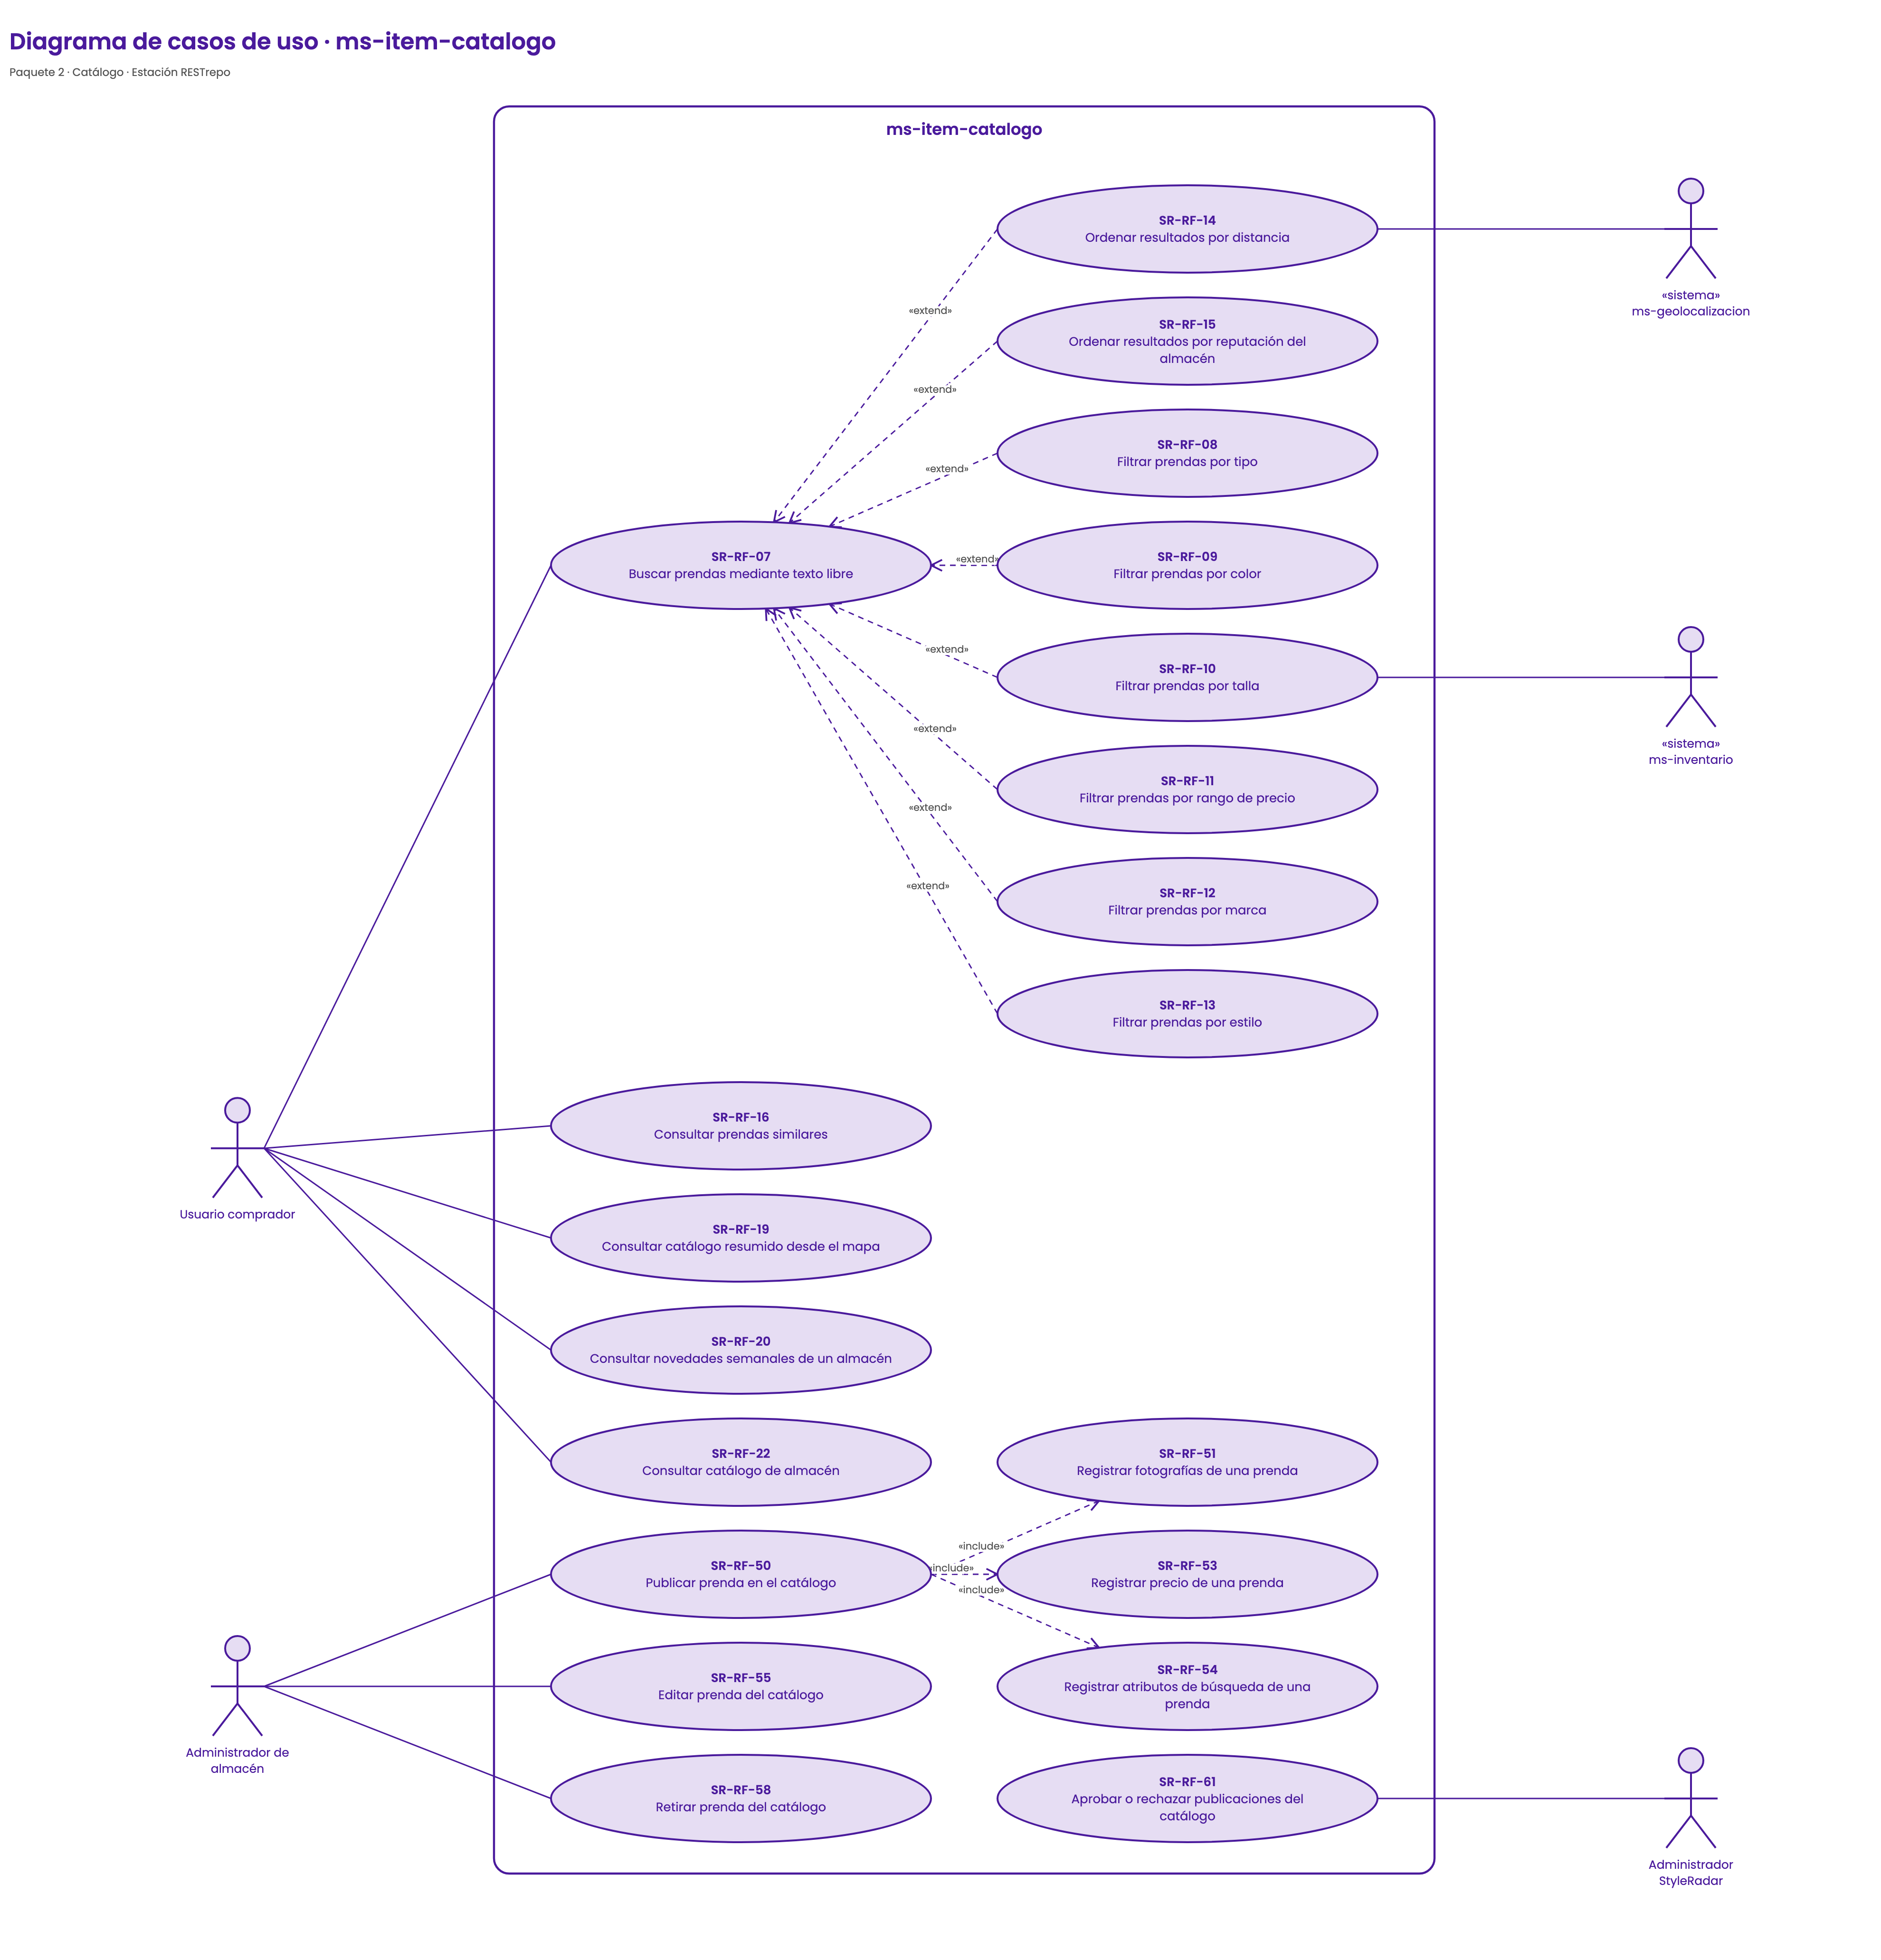 Diagrama de casos de uso · ms-item-catalogo
Paquete 2 · Catálogo · Estación RESTrepo
ms-item-catalogo
SR-RF-14
Ordenar resultados por distancia
«sistema»
ms-geolocalizacion
«extend»
SR-RF-15
Ordenar resultados por reputación del
almacén
«extend»
SR-RF-08
Filtrar prendas por tipo
«extend»
SR-RF-07
Buscar prendas mediante texto libre
«extend»
SR-RF-09
Filtrar prendas por color
«extend»
SR-RF-10
Filtrar prendas por talla
«sistema»
ms-inventario
«extend»
SR-RF-11
Filtrar prendas por rango de precio
«extend»
SR-RF-12
Filtrar prendas por marca
«extend»
SR-RF-13
Filtrar prendas por estilo
SR-RF-16
Consultar prendas similares
Usuario comprador
SR-RF-19
Consultar catálogo resumido desde el mapa
SR-RF-20
Consultar novedades semanales de un almacén
SR-RF-22
Consultar catálogo de almacén
SR-RF-51
Registrar fotografías de una prenda
«include»
SR-RF-50
Publicar prenda en el catálogo
«include»
SR-RF-53
Registrar precio de una prenda
«include»
Administrador de
almacén
SR-RF-55
Editar prenda del catálogo
SR-RF-54
Registrar atributos de búsqueda de una
prenda
SR-RF-58
Retirar prenda del catálogo
SR-RF-61
Aprobar o rechazar publicaciones del
catálogo
Administrador
StyleRadar